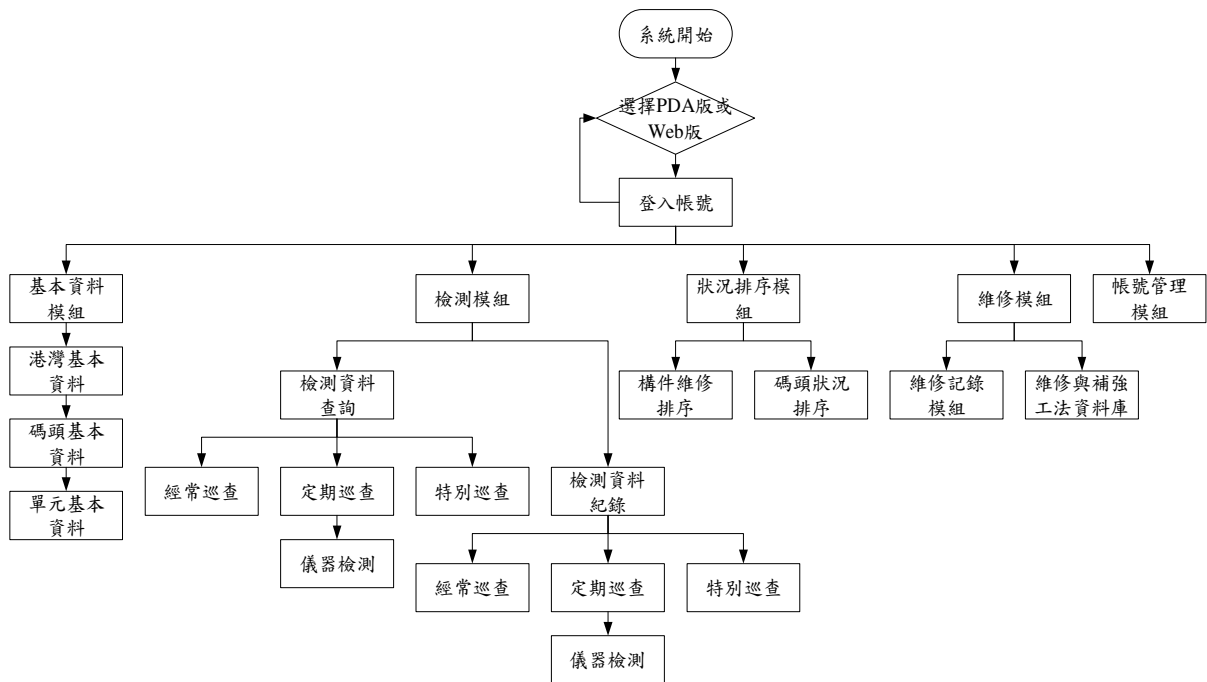 系統開始
選擇PDA版或
Web版
登入帳號
基本資料
模組
檢測模組
狀況排序模
組
維修模組
帳號管理
模組
港灣基本
資料
檢測資料
查詢
構件維修
排序
碼頭狀況
排序
維修記錄
模組
維修與補強
工法資料庫
碼頭基本
資料
經常巡查
定期巡查
特別巡查
檢測資料
紀錄
單元基本
資料
儀器檢測
經常巡查
定期巡查
特別巡查
儀器檢測